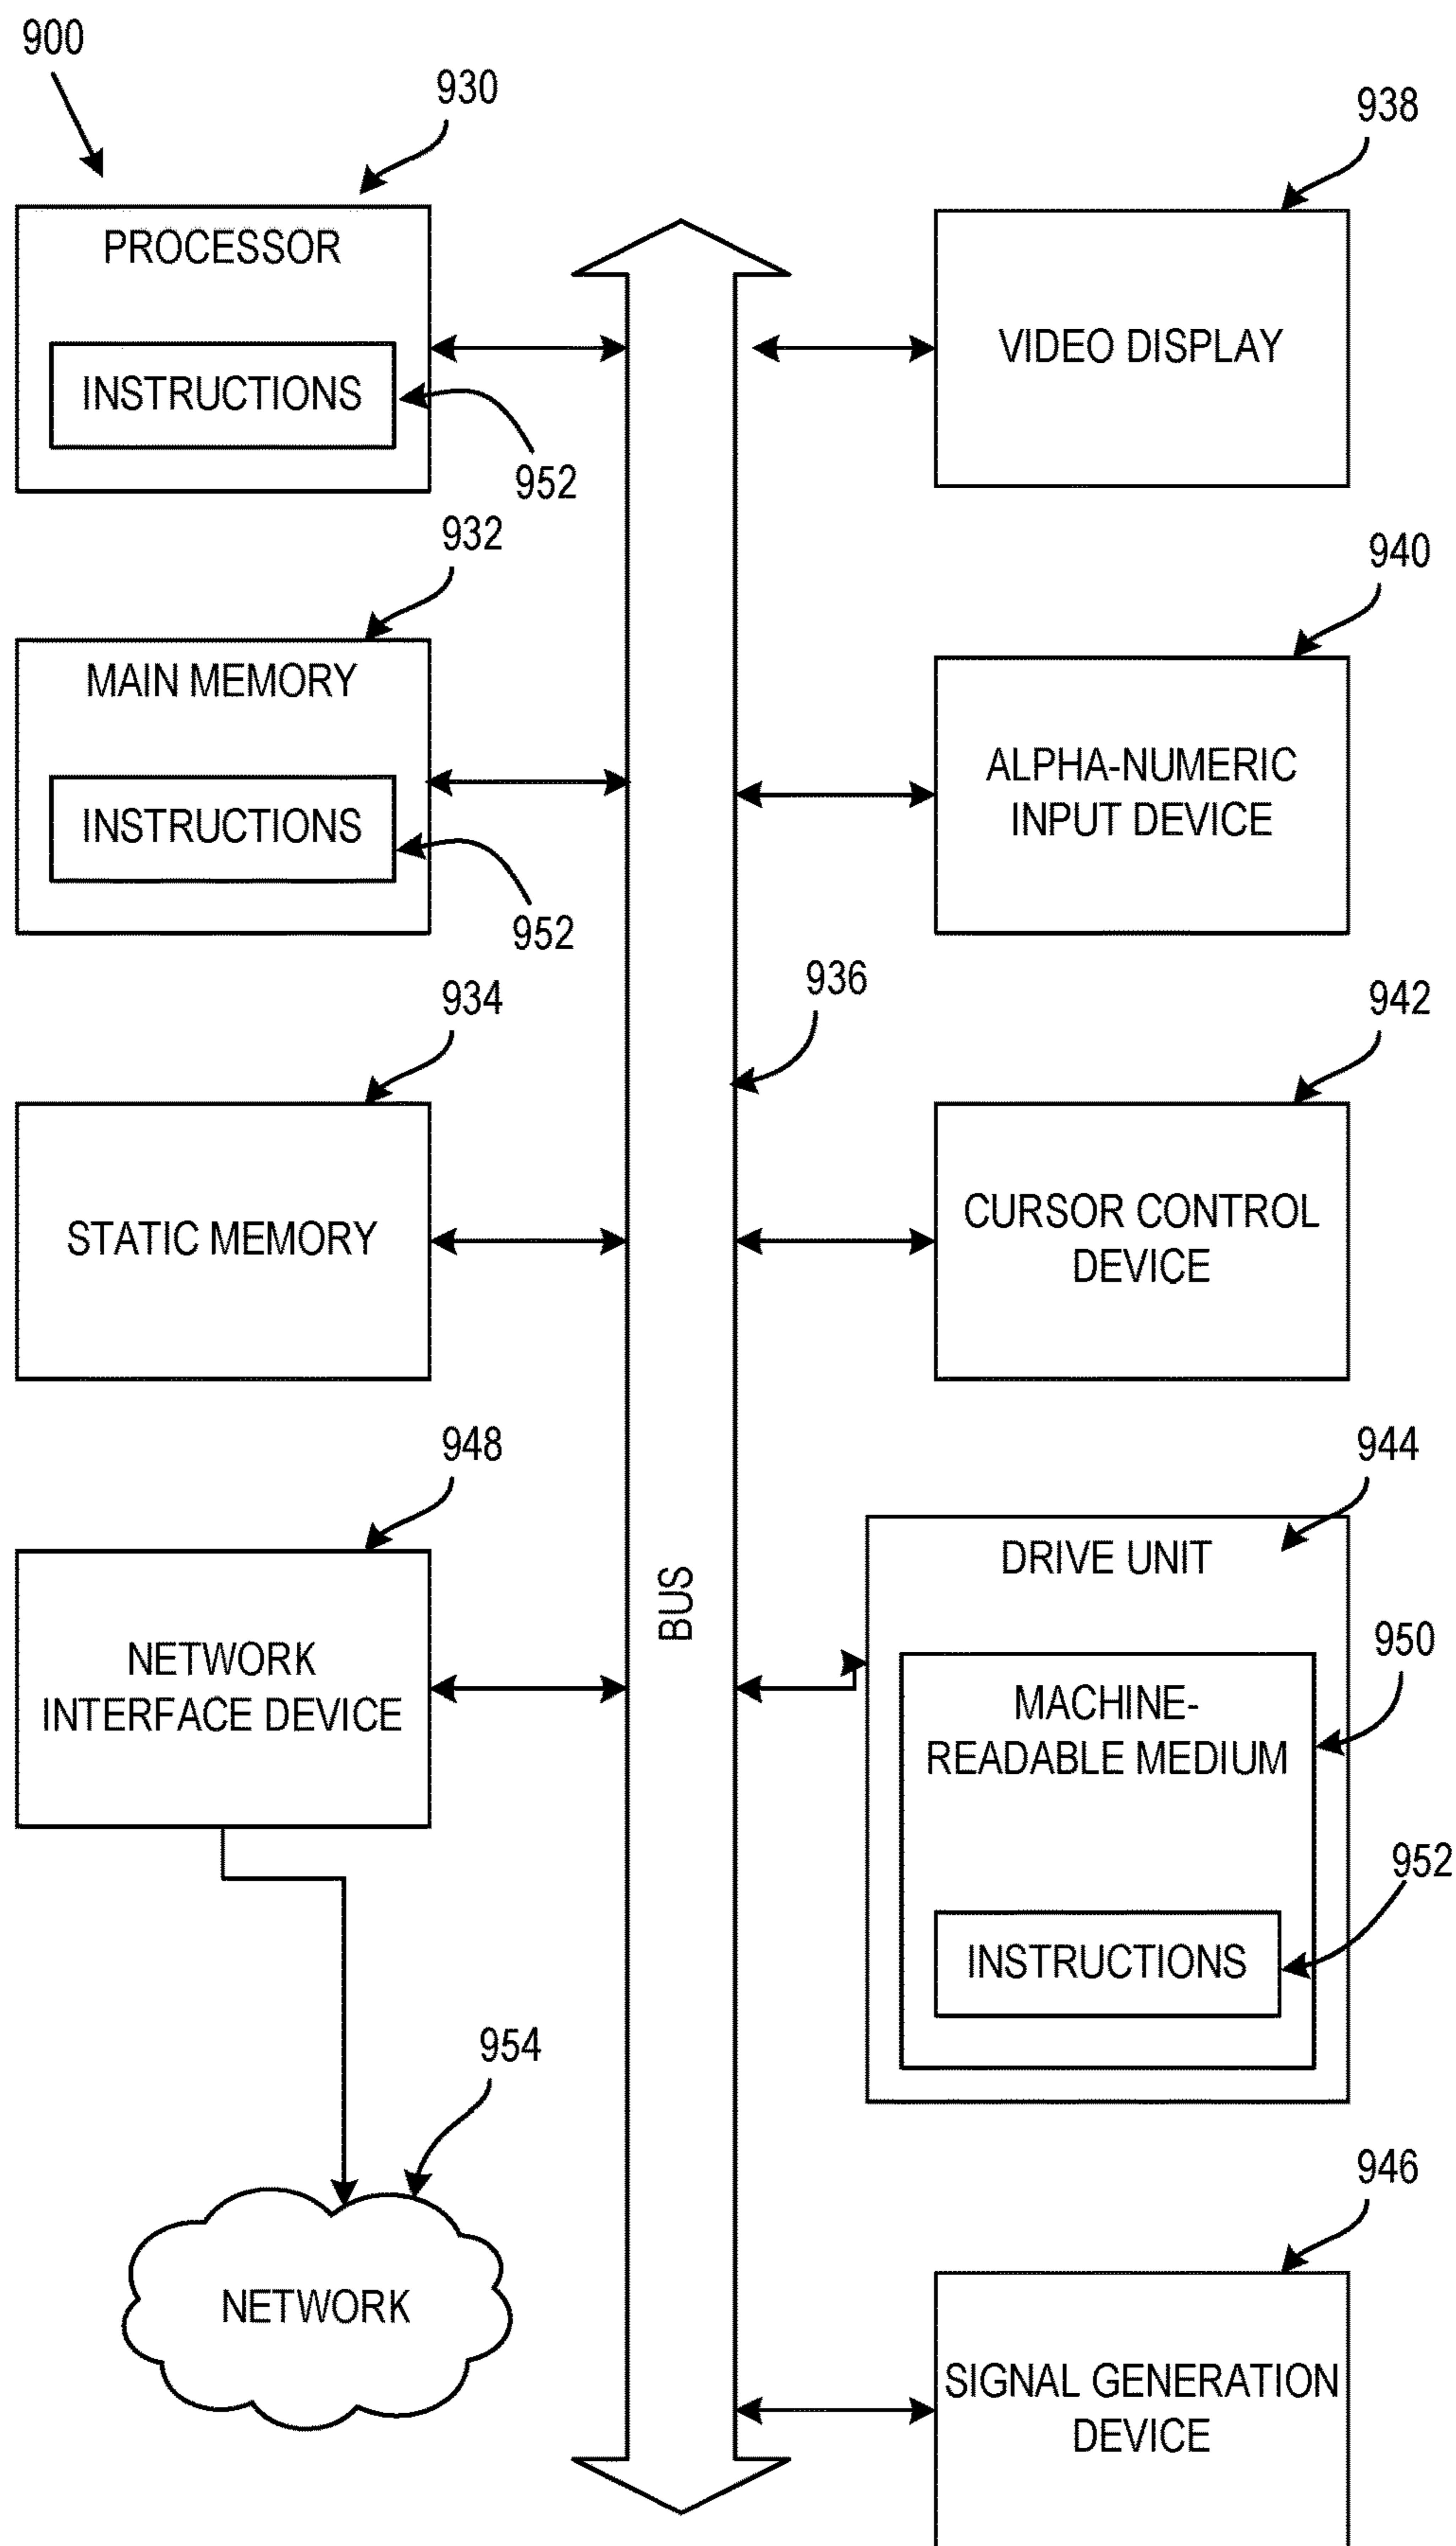 900
930
PROCESSOR
INSTRUCTIONS
952
932
MAIN MEMORY
INSTRUCTIONS
952
934
STATIC MEMORY
948
NETWORK
INTERFACE DEVICE
954
NETWORK
936
BUS
938
VIDEO DISPLAY
940
ALPHA-NUMERIC
INPUT DEVICE
942
CURSOR CONTROL
DEVICE
944
DRIVE UNIT
950
MACHINE-
READABLE MEDIUM
952
INSTRUCTIONS
946
SIGNAL GENERATION
DEVICE